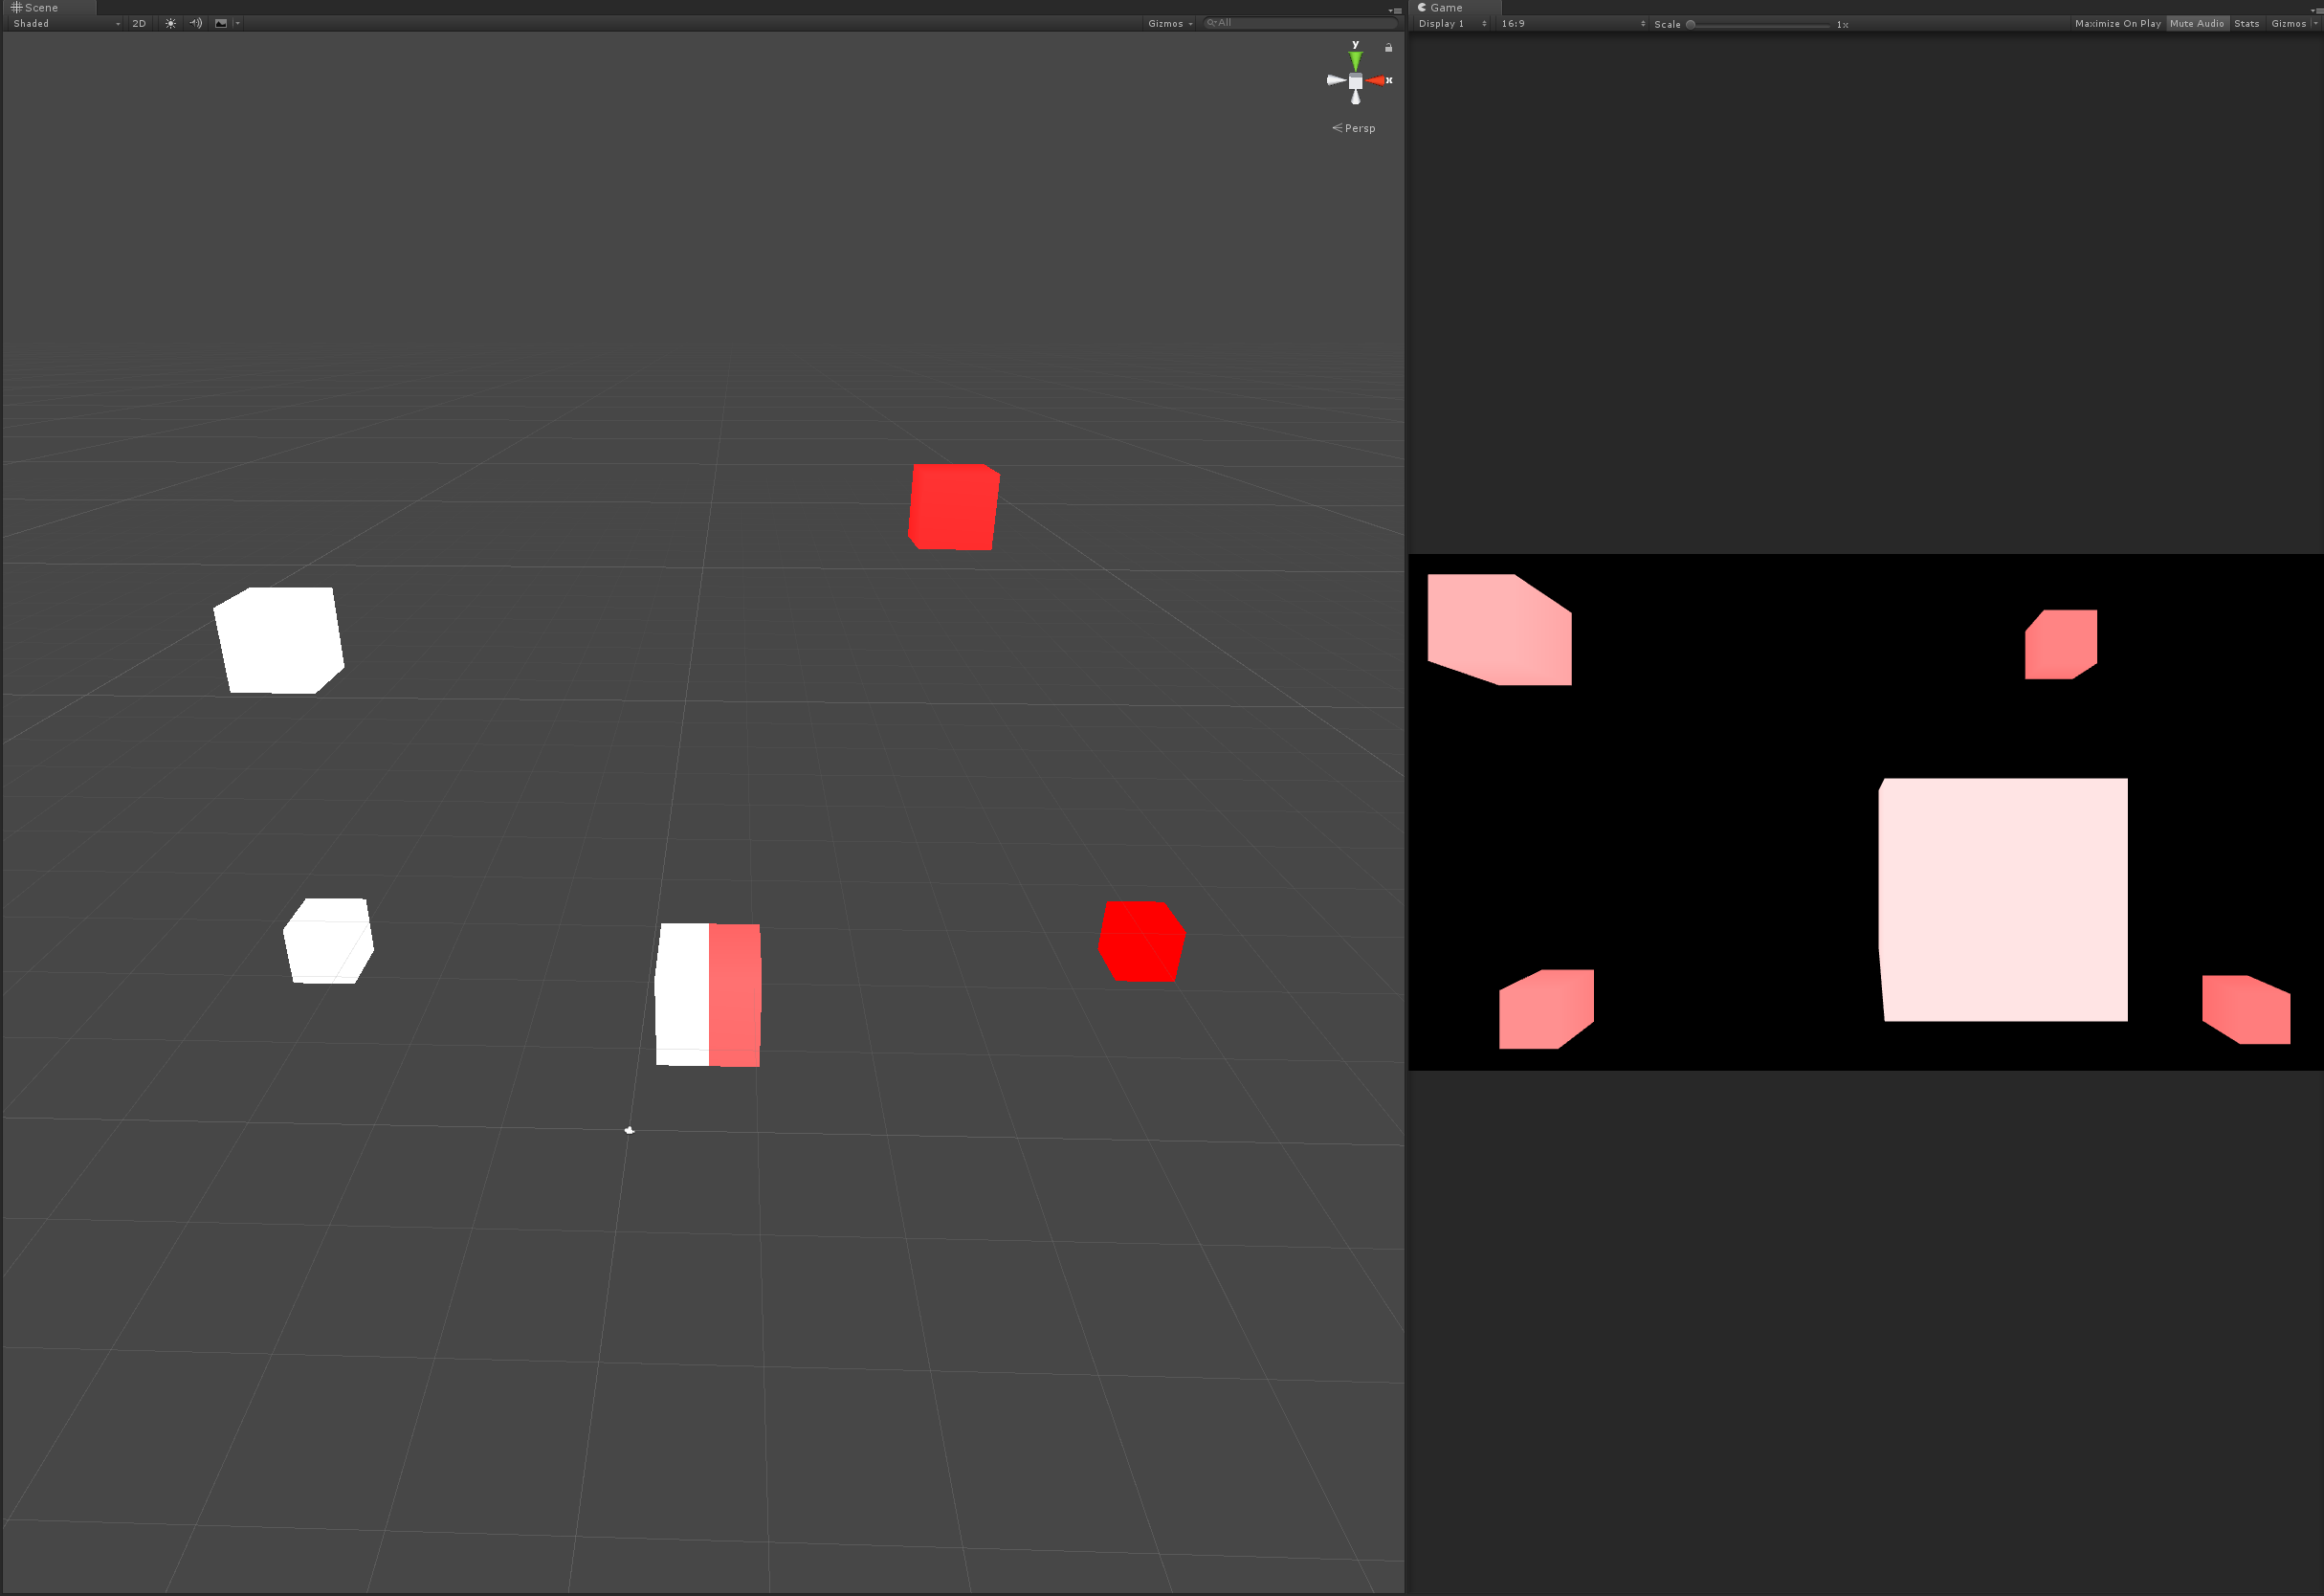 Scene
Shaded 2D Gizmos All
y
x
Persp
Game
Display 1 16:9 Scale 1x Maximize On Play Mute Audio Stats Gizmos